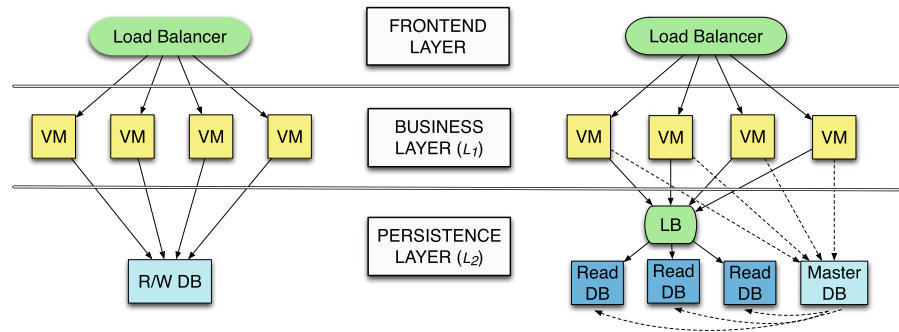 Load Balancer
FRONTEND
LAYER
Load Balancer
VM
VM
VM
VM
BUSINESS
LAYER (L1)
VM
VM
VM
VM
PERSISTENCE
LAYER (L2)
LB
R/W DB
Read
DB
Read
DB
Read
DB
Master
DB